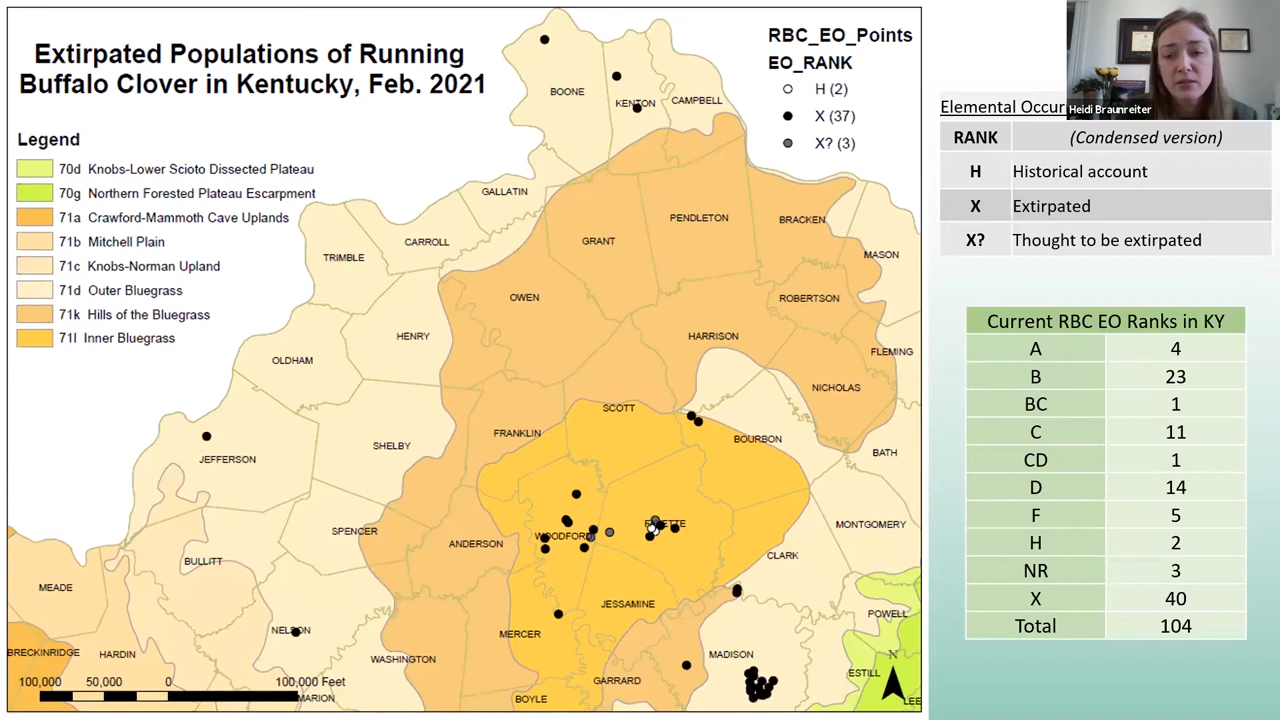 Extirpated Populations of Running
Buffalo Clover in Kentucky, Feb. 2021
RBC_EO_Points
EO_RANK
H (2)
X (37)
X? (3)
Legend
70d Knobs-Lower Scioto Dissected Plateau
70g Northern Forested Plateau Escarpment
71a Crawford-Mammoth Cave Uplands
71b Mitchell Plain
71c Knobs-Norman Upland
71d Outer Bluegrass
71k Hills of the Bluegrass
71l Inner Bluegrass
BOONE
KENTON
CAMPBELL
GALLATIN
PENDLETON
BRACKEN
GRANT
CARROLL
TRIMBLE
MASON
OWEN
ROBERTSON
HENRY
HARRISON
OLDHAM
FLEMING
NICHOLAS
SCOTT
FRANKLIN
BOURBON
SHELBY
BATH
JEFFERSON
FAYETTE
MONTGOMERY
SPENCER
WOODFORD
ANDERSON
CLARK
BULLITT
MEADE
JESSAMINE
POWELL
NELSON
MERCER
BRECKINRIDGE
HARDIN
WASHINGTON
MADISON
GARRARD
ESTILL
MARION
BOYLE
LEE
N
100,000 50,000 0 100,000 Feet
Heidi Braunreiter
Elemental Occur
RANK (Condensed version)
H Historical account
X Extirpated
X? Thought to be extirpated
Current RBC EO Ranks in KY
A 4
B 23
BC 1
C 11
CD 1
D 14
F 5
H 2
NR 3
X 40
Total 104